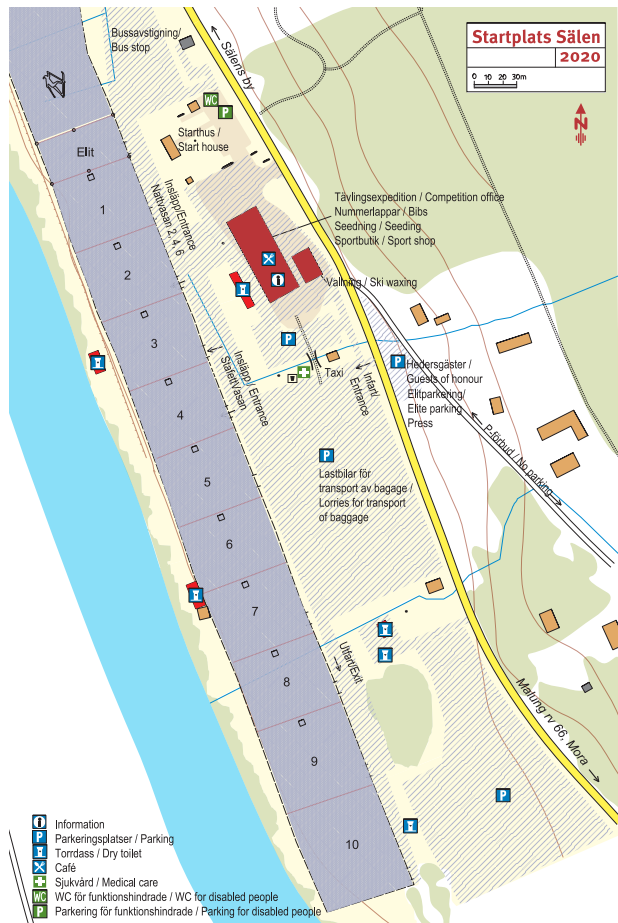 Startplats Sälen
2020
0 10 20 30m
N
Bussavstigning/
Bus stop
Sälens by
WC
P
Starthus /
Start house
Elit
Insläpp/Entrance
Nattvasan 2, 4, 6
Tävlingsexpedition / Competition office
Nummerlappar / Bibs
Seedning / Seeding
Sportbutik / Sport shop
Vallning / Ski waxing
1
2
3
4
5
6
7
8
9
10
i
P
Insläpp / Entrance
StafettVasan
Taxi
Infart/
Entrance
P
Hedersgäster /
Guests of honour
Elitparkering/
Elite parking
Press
P-förbud / No parking
P
Lastbilar för
transport av bagage /
Lorries for transport
of baggage
Utfart/Exit
Malung rv 66, Mora
P
i Information
P Parkeringsplatser / Parking
Torrdass / Dry toilet
Café
Sjukvård / Medical care
WC WC för funktionshindrade / WC for disabled people
P Parkering för funktionshindrade / Parking for disabled people